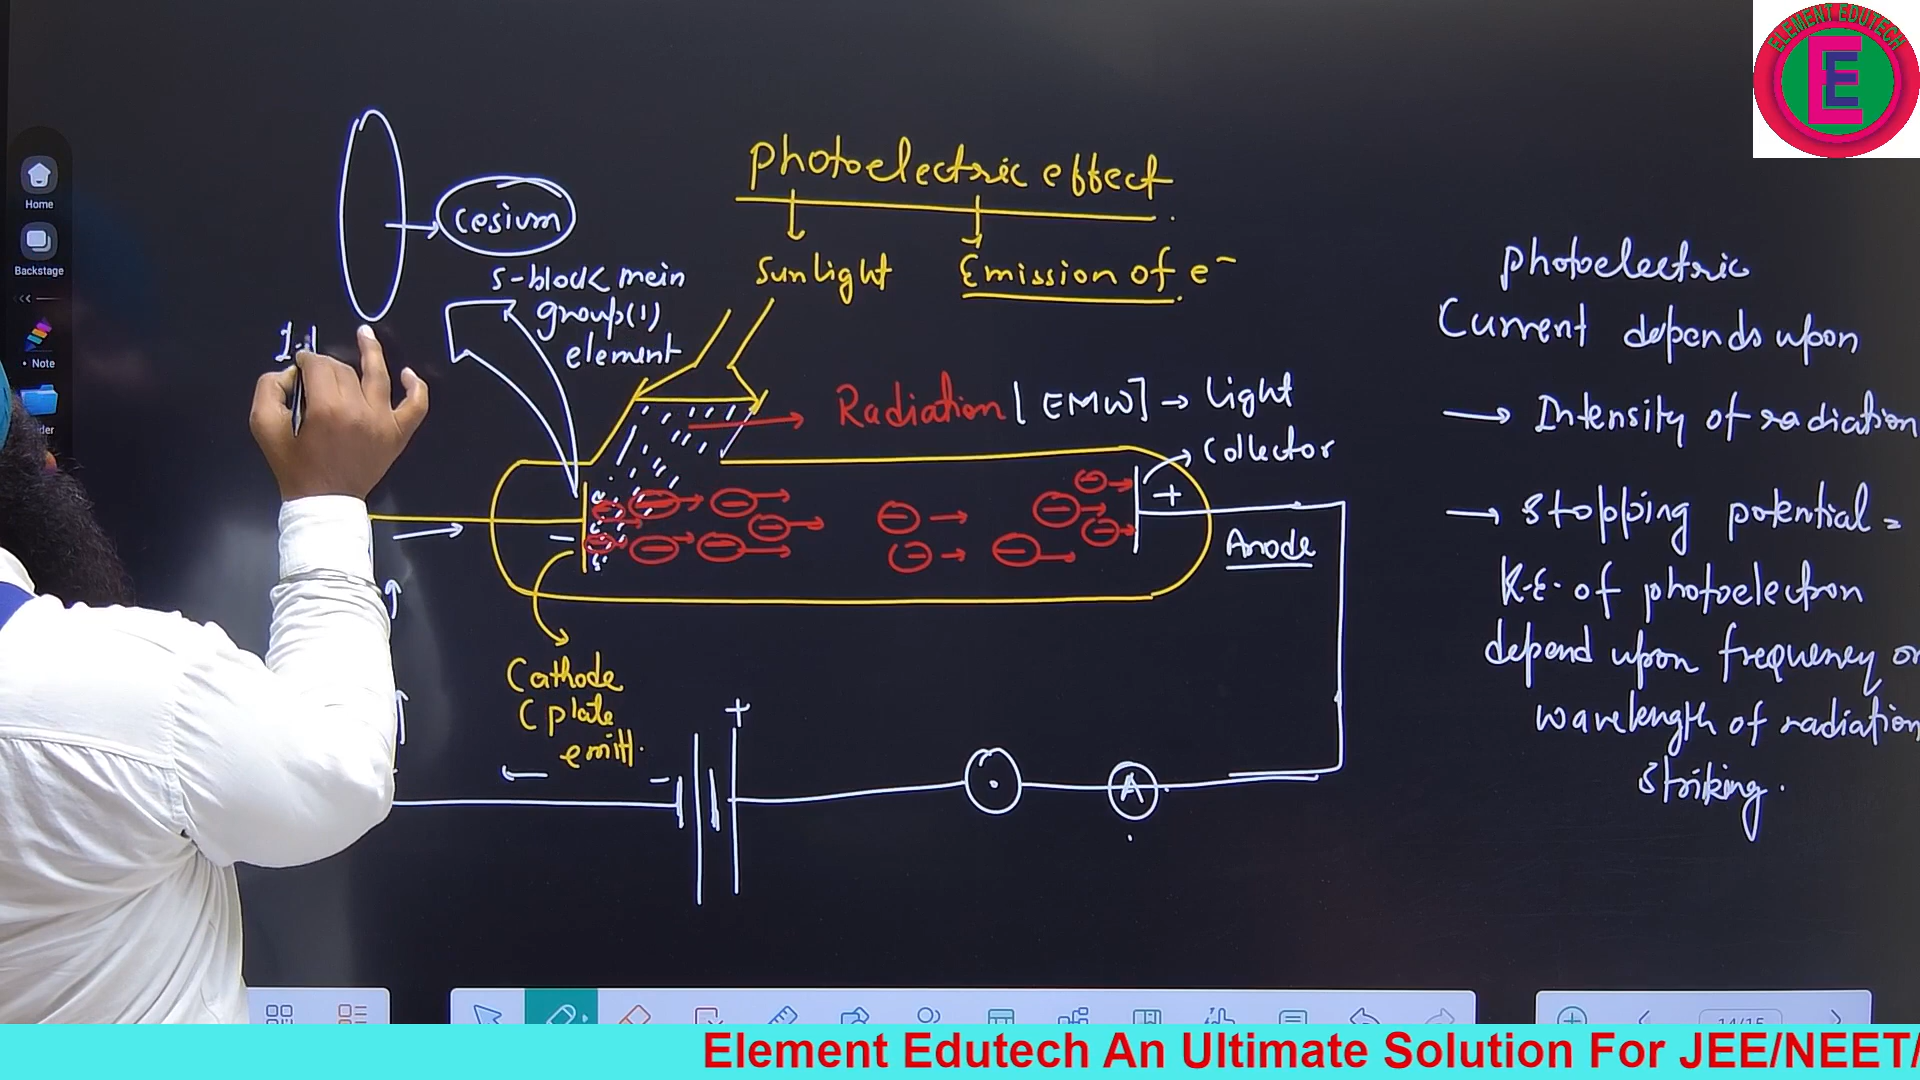 ELEMENT EDUTECH
E
E
Home
Backstage
Note
photoelectric effect
Sunlight
Emission of e⁻
cesium
s-block mein
group(1)
element
Radiation [EMW] → Light
Collector
+
Anode
−
Cathode
(plate
emitt.
+
−
A
photoelectric
Current depends upon
→ Intensity of radiation
→ Stopping potential =
K.E. of photoelectron
depend upon frequency or
wavelength of radiation
striking.
14/15
Element Edutech An Ultimate Solution For JEE/NEET/